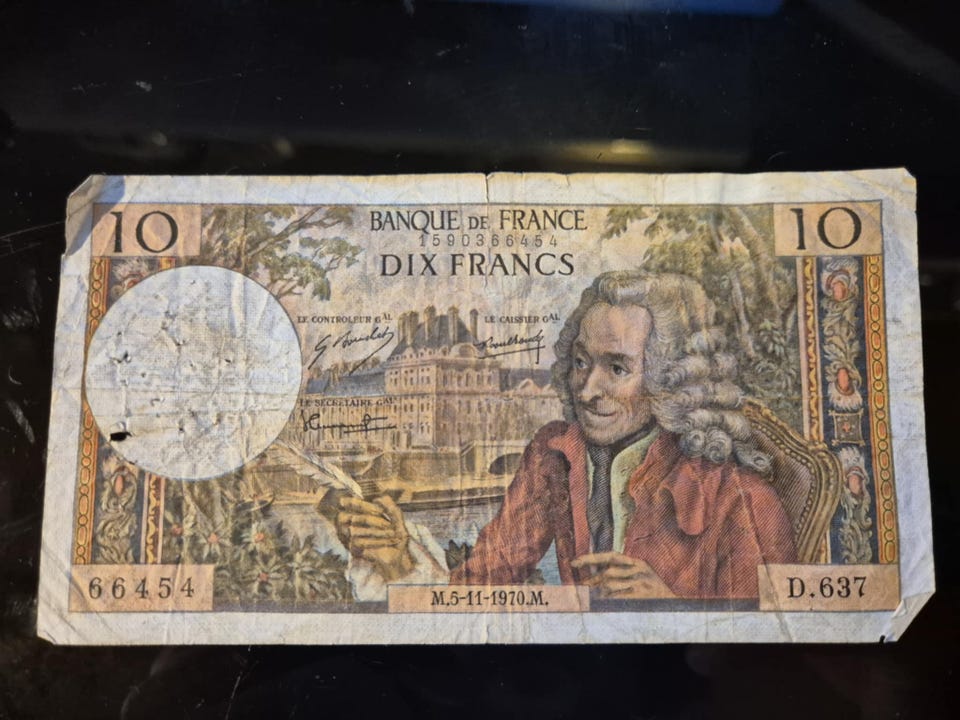 10
BANQUE DE FRANCE
10
1590366454
DIX FRANCS
LE CONTROLEUR GAL
LE CAISSIER GAL
LE SECRÉTAIRE GAL
66454
M.5-11-1970.M.
D.637